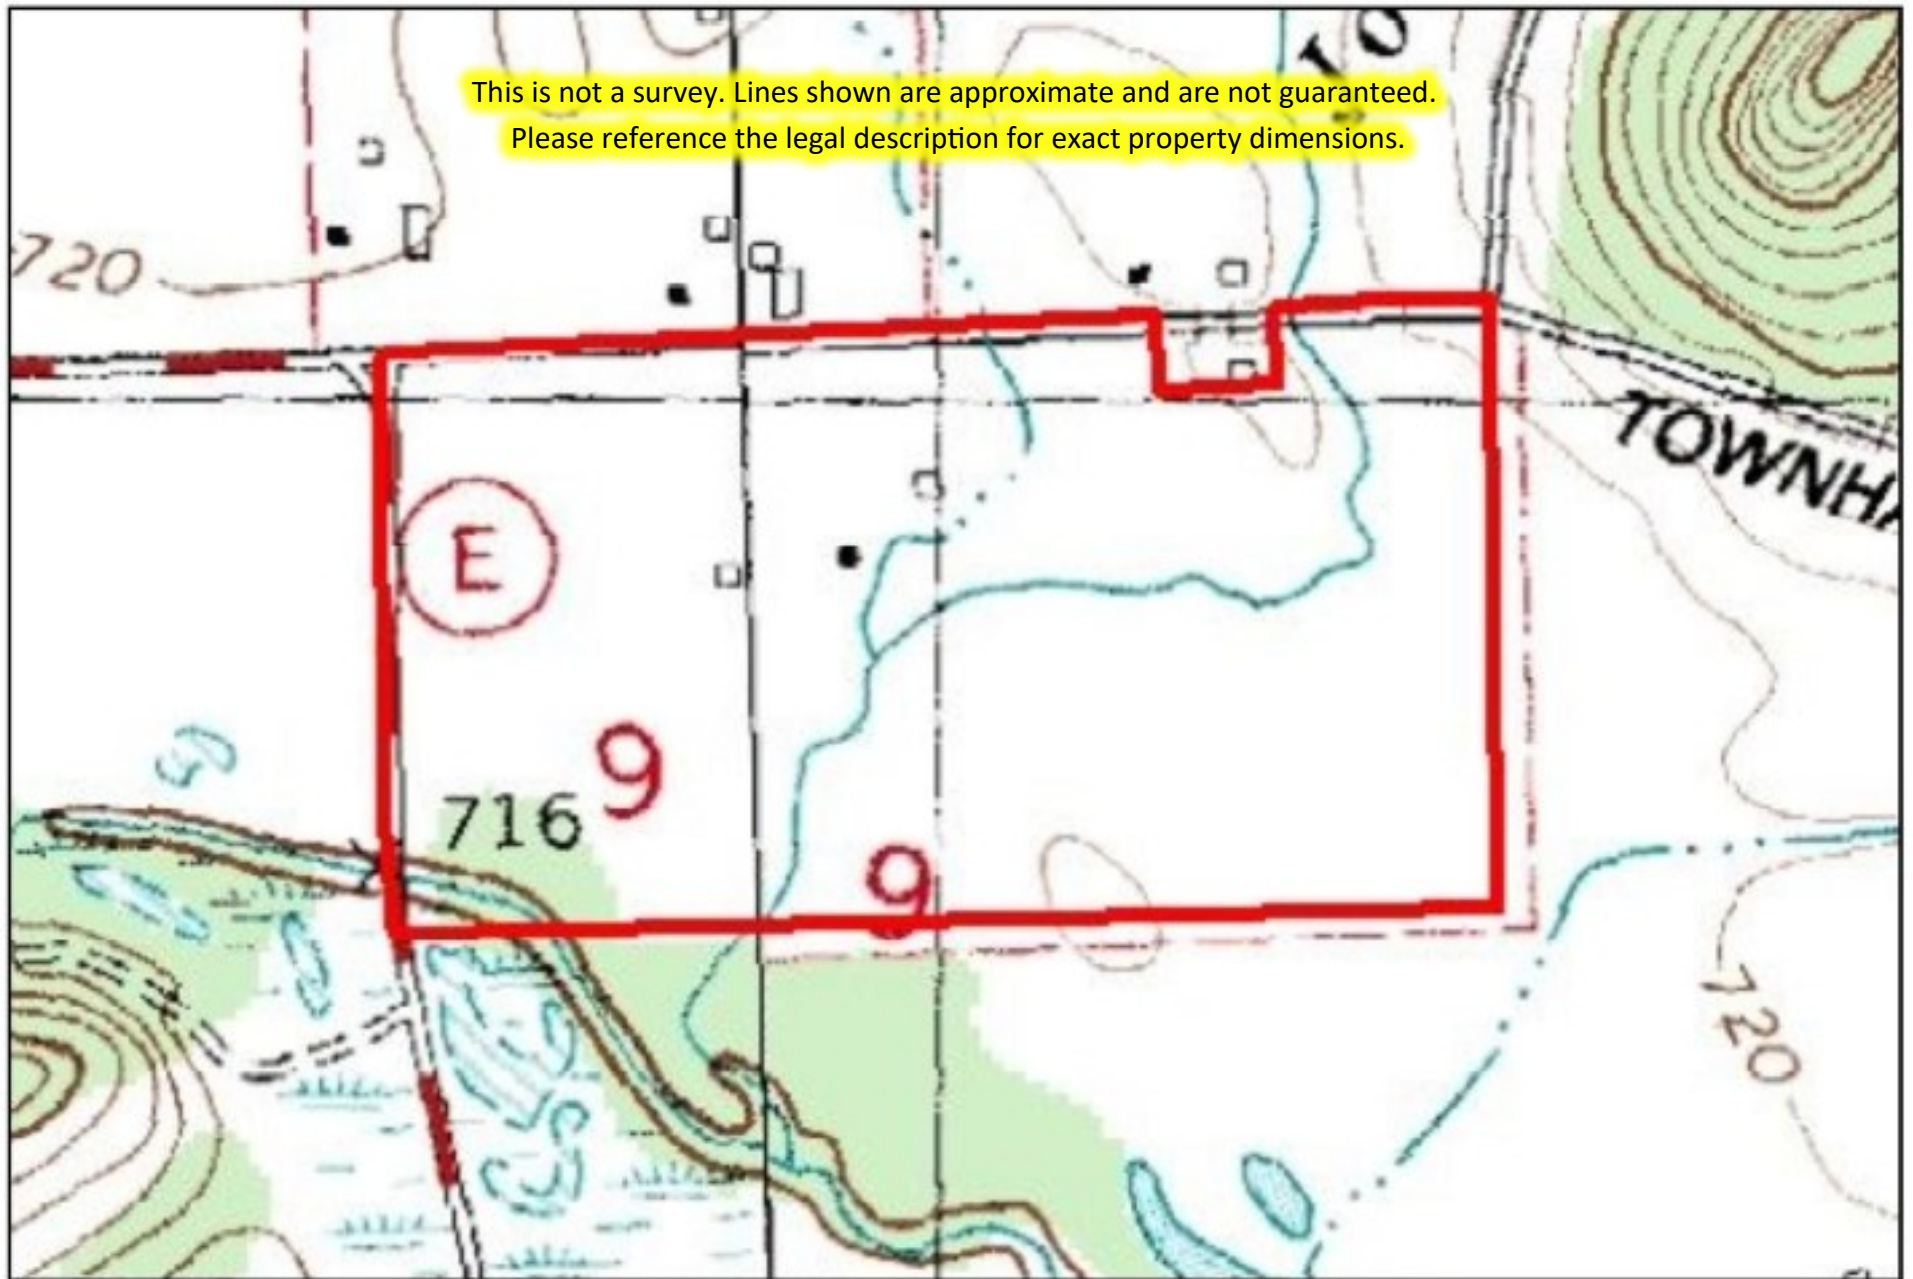 This is not a survey. Lines shown are approximate and are not guaranteed.
Please reference the legal description for exact property dimensions.
720
E
9
716
9
720